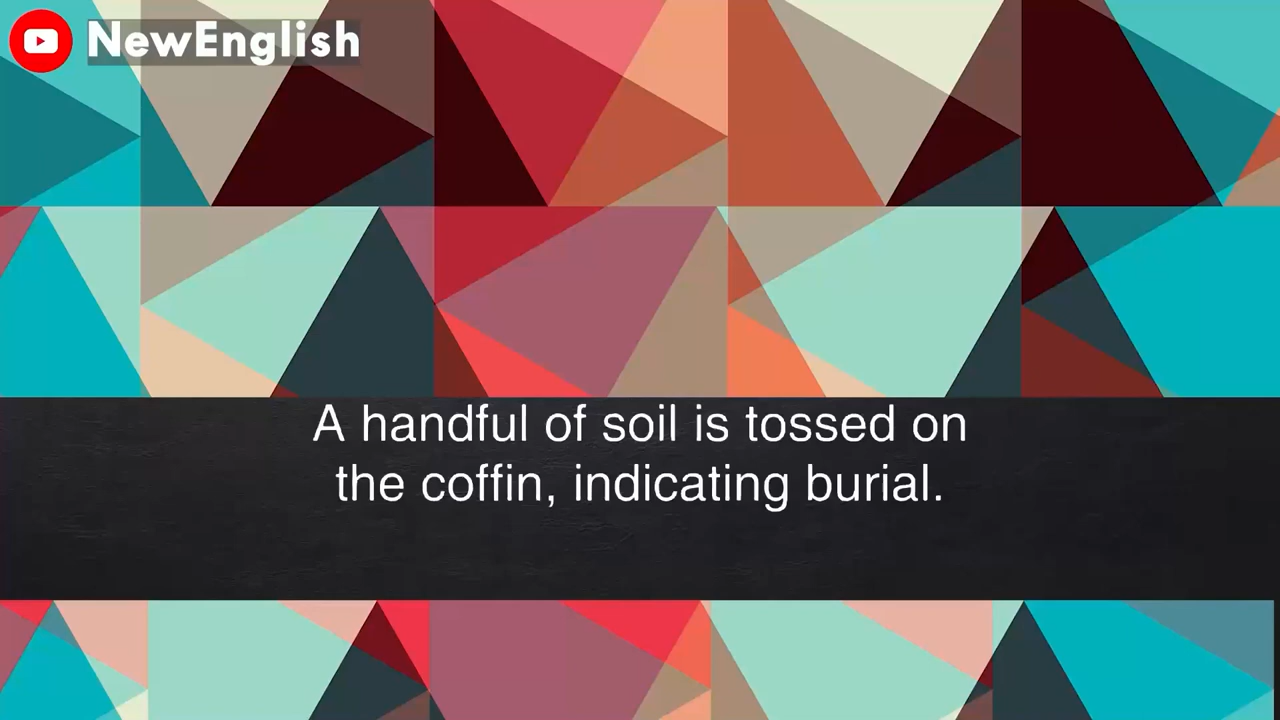 NewEnglish
A handful of soil is tossed on
the coffin, indicating burial.